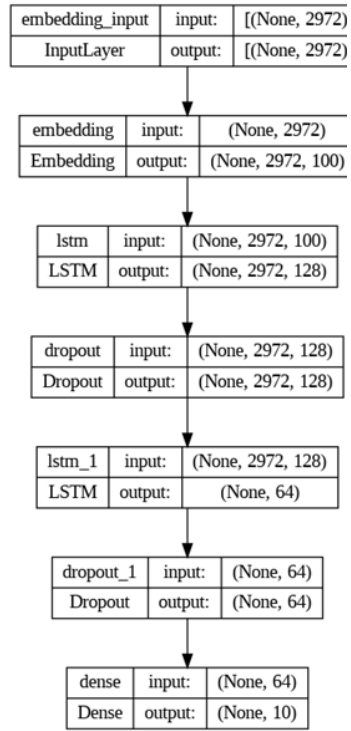 embedding_input input: [(None, 2972)
InputLayer output: [(None, 2972)
embedding input: (None, 2972)
Embedding output: (None, 2972, 100)
lstm input: (None, 2972, 100)
LSTM output: (None, 2972, 128)
dropout input: (None, 2972, 128)
Dropout output: (None, 2972, 128)
lstm_1 input: (None, 2972, 128)
LSTM output: (None, 64)
dropout_1 input: (None, 64)
Dropout output: (None, 64)
dense input: (None, 64)
Dense output: (None, 10)